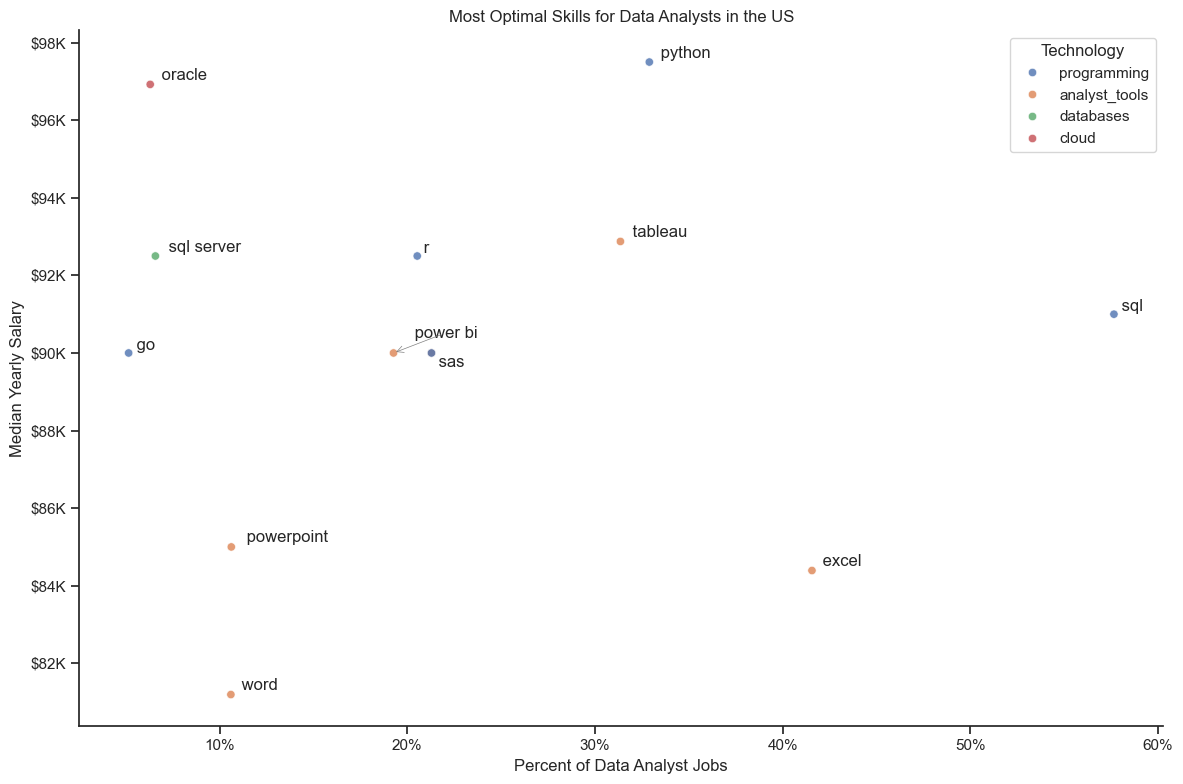 Most Optimal Skills for Data Analysts in the US
$98K
$96K
$94K
$92K
$90K
$88K
$86K
$84K
$82K
Median Yearly Salary
oracle
python
sql server
r
tableau
sql
go
power bi
sas
powerpoint
excel
word
Technology
programming
analyst_tools
databases
cloud
10%
20%
30%
40%
50%
60%
Percent of Data Analyst Jobs